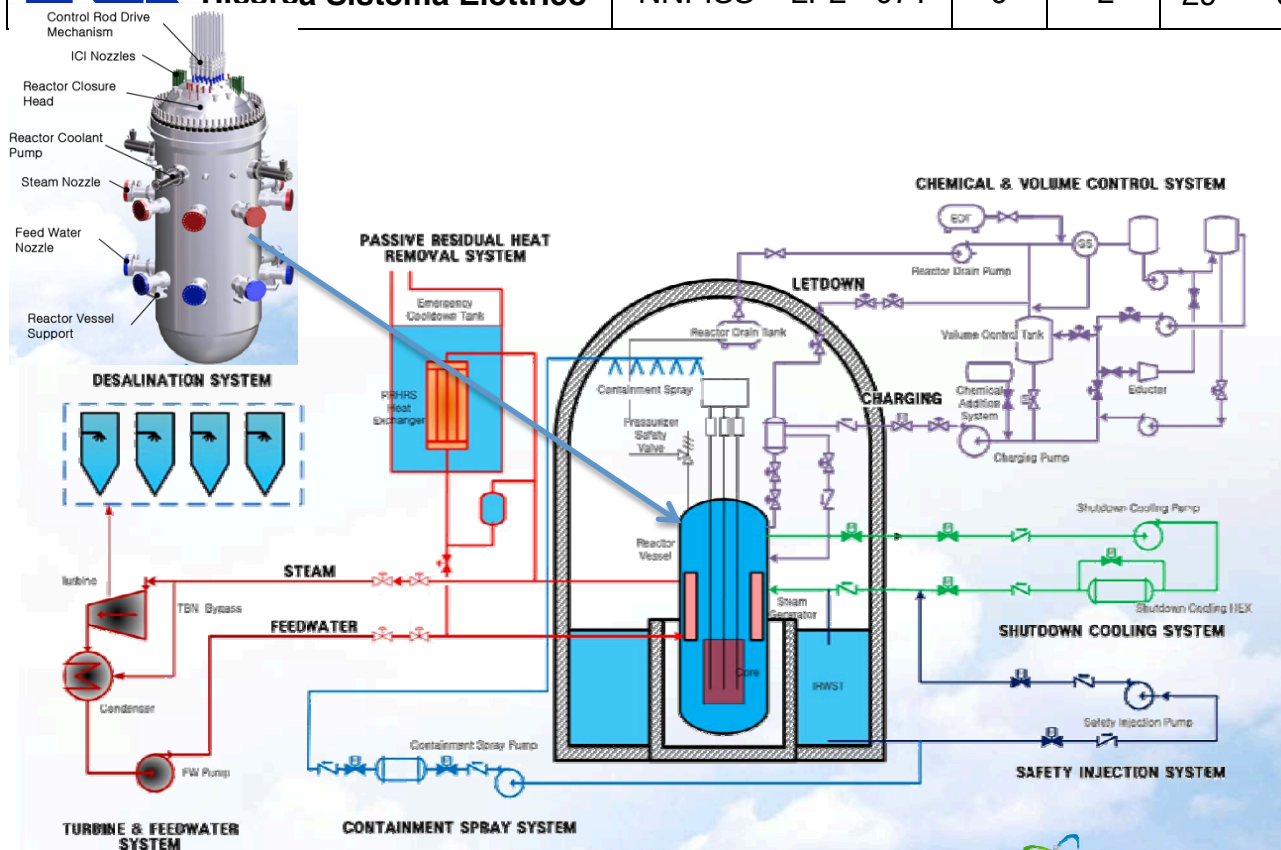 Ricerca Sistema Elettrico
Control Rod Drive
Mechanism
ICI Nozzles
Reactor Closure
Head
Reactor Coolant
Pump
Steam Nozzle
Feed Water
Nozzle
Reactor Vessel
Support
CHEMICAL & VOLUME CONTROL SYSTEM
EDT
GS
Reactor Drain Pump
PASSIVE RESIDUAL HEAT
REMOVAL SYSTEM
Emergency
Cooldown Tank
LETDOWN
Reactor Drain Tank
Volume Control Tank
DESALINATION SYSTEM
PRHRS
Heat
Exchanger
Containment Spray
CHARGING
Chemical
Addition
System
Eductor
Pressurizer
Safety
Valve
Charging Pump
Shutdown Cooling Pump
Reactor
Vessel
STEAM
Turbine
TBN Bypass
Steam
Generator
Shutdown Cooling HEX
FEEDWATER
SHUTDOWN COOLING SYSTEM
Core
IRWST
Condenser
Safety Injection Pump
Containment Spray Pump
FW Pump
SAFETY INJECTION SYSTEM
TURBINE & FEEDWATER
SYSTEM
CONTAINMENT SPRAY SYSTEM